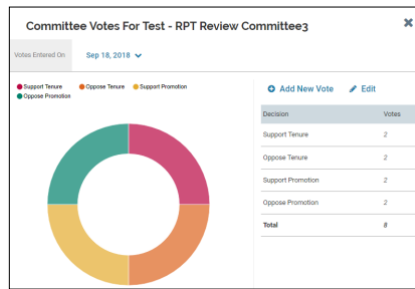 Committee Votes For Test - RPT Review Committee3
Votes Entered On Sep 18, 2018
Support Tenure Oppose Tenure Support Promotion
Oppose Promotion
Add New Vote Edit
Decision Votes
Support Tenure 2
Oppose Tenure 2
Support Promotion 2
Oppose Promotion 2
Total 8